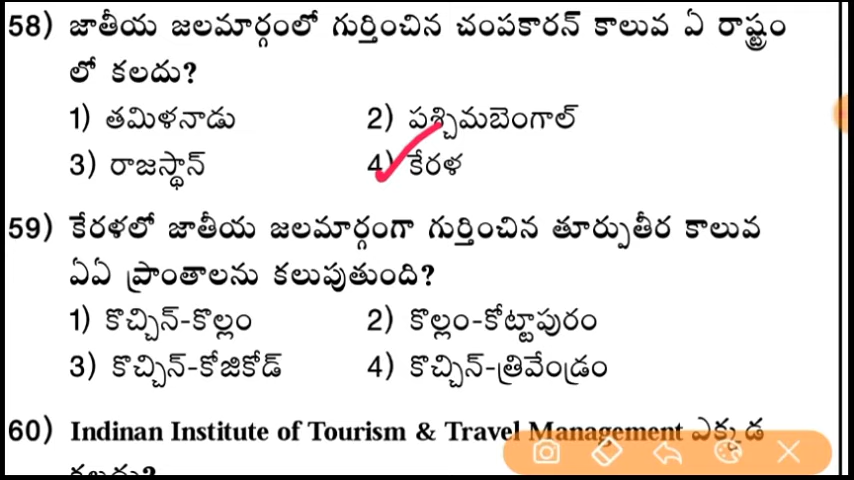 58) జాతీయ జలమార్గంలో గుర్తించిన చంపకారన్ కాలువ ఏ రాష్ట్రం
లో కలదు?
1) తమిళనాడు 2) పశ్చిమబెంగాల్
3) రాజస్థాన్ 4) కేరళ
59) కేరళలో జాతీయ జలమార్గంగా గుర్తించిన తూర్పుతీర కాలువ
ఏఏ ప్రాంతాలను కలుపుతుంది?
1) కొచ్చిన్-కొల్లం 2) కొల్లం-కోట్టాపురం
3) కొచ్చిన్-కోజికోడ్ 4) కొచ్చిన్-త్రివేండ్రం
60) Indinan Institute of Tourism & Travel Management ఎక్కడ
కలదు?